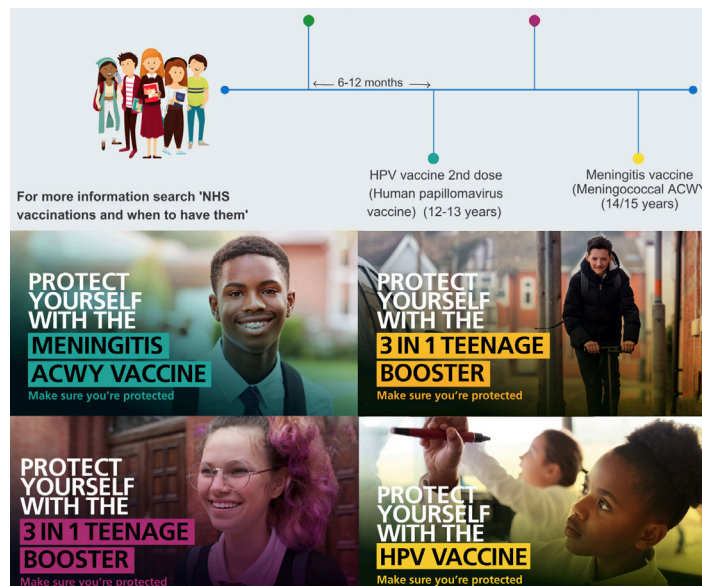 6-12 months
HPV vaccine 2nd dose
(Human papillomavirus
vaccine) (12-13 years)
Meningitis vaccine
(Meningococcal ACWY
(14/15 years)
For more information search 'NHS
vaccinations and when to have them'
PROTECT
YOURSELF
WITH THE
MENINGITIS
ACWY VACCINE
Make sure you're protected
PROTECT
YOURSELF
WITH THE
3 IN 1 TEENAGE
BOOSTER
Make sure you're protected
PROTECT
YOURSELF
WITH THE
3 IN 1 TEENAGE
BOOSTER
Make sure you're protected
PROTECT
YOURSELF
WITH THE
HPV VACCINE
Make sure you're protected